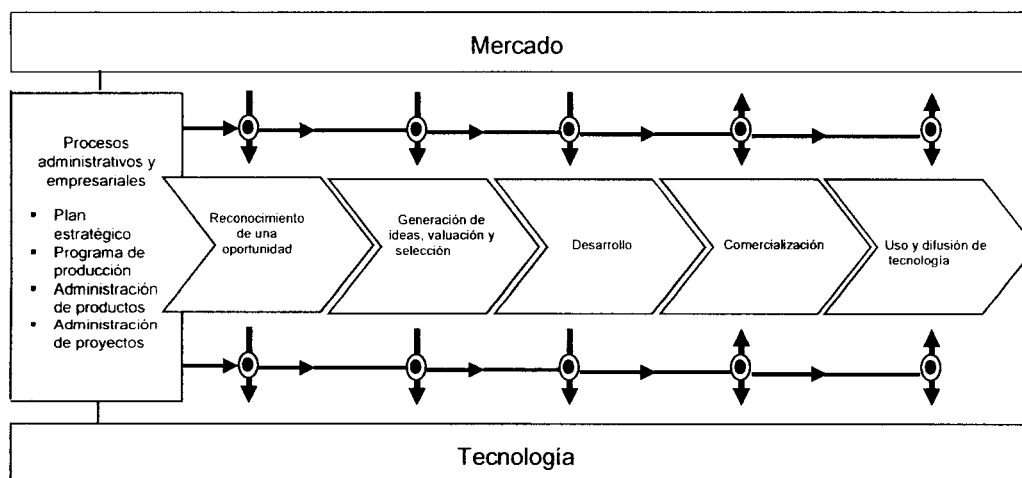 Mercado
Procesos
administrativos y
empresariales
▪ Plan
estratégico
▪ Programa de
producción
▪ Administración
de productos
▪ Administración
de proyectos
Reconocimiento
de una
oportunidad
Generación de
ideas, valuación y
selección
Desarrollo
Comercialización
Uso y difusión de
tecnología
Tecnología